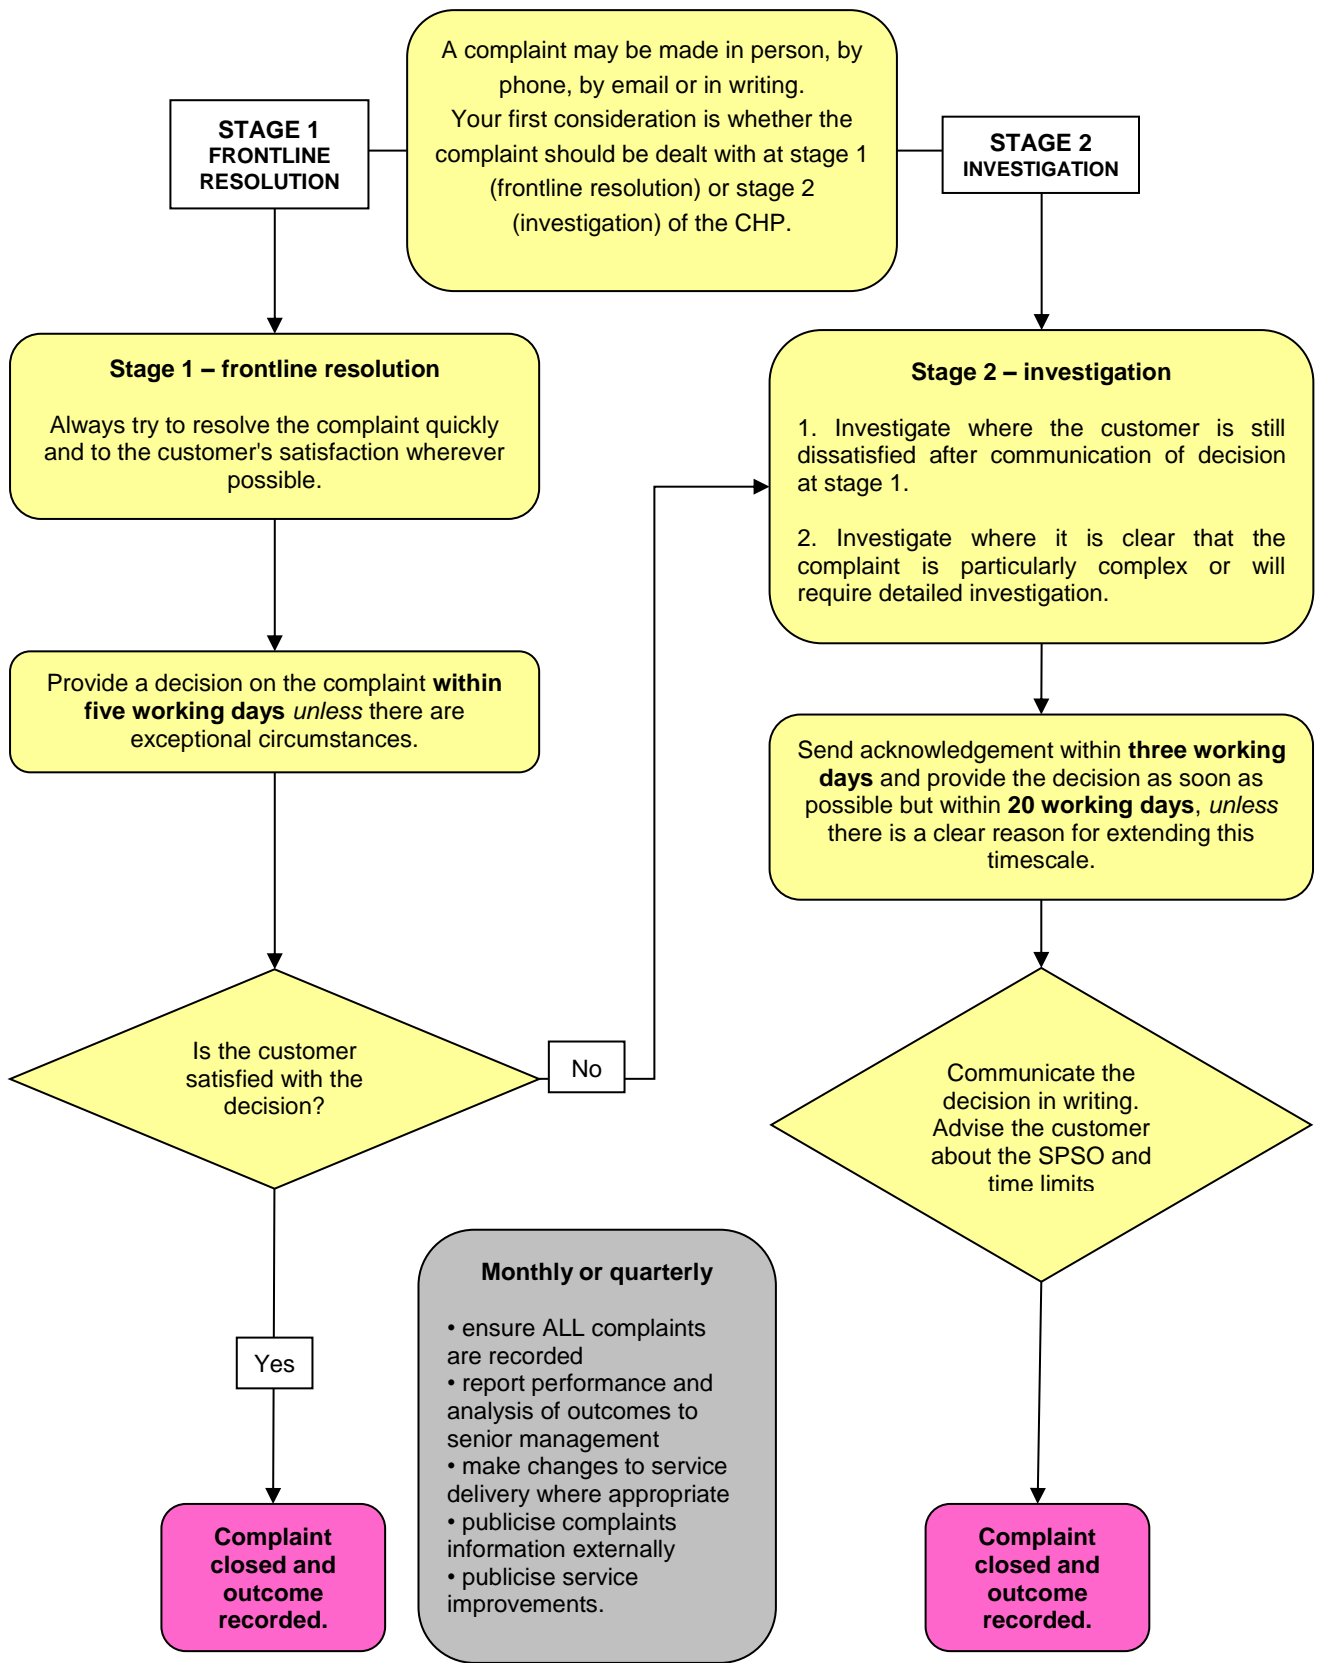 A complaint may be made in person, by
phone, by email or in writing.
Your first consideration is whether the
complaint should be dealt with at stage 1
(frontline resolution) or stage 2
(investigation) of the CHP.
STAGE 1
FRONTLINE
RESOLUTION
STAGE 2
INVESTIGATION
Stage 1 – frontline resolution
Always try to resolve the complaint quickly
and to the customer's satisfaction wherever
possible.
Provide a decision on the complaint within
five working days unless there are
exceptional circumstances.
Is the customer
satisfied with the
decision?
No
Yes
Complaint
closed and
outcome
recorded.
Stage 2 – investigation
1. Investigate where the customer is still
dissatisfied after communication of decision
at stage 1.
2. Investigate where it is clear that the
complaint is particularly complex or will
require detailed investigation.
Send acknowledgement within three working
days and provide the decision as soon as
possible but within 20 working days, unless
there is a clear reason for extending this
timescale.
Communicate the
decision in writing.
Advise the customer
about the SPSO and
time limits
Complaint
closed and
outcome
recorded.
Monthly or quarterly
• ensure ALL complaints
are recorded
• report performance and
analysis of outcomes to
senior management
• make changes to service
delivery where appropriate
• publicise complaints
information externally
• publicise service
improvements.